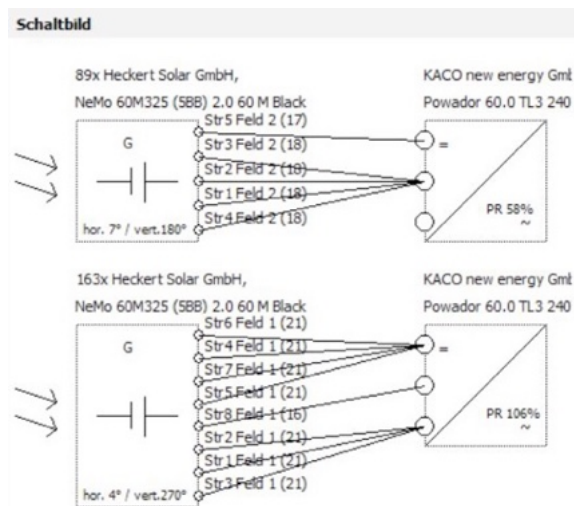 Schaltbild
89x Heckert Solar GmbH,
NeMo 60M325 (5BB) 2.0 60 M Black
KACO new energy Gmb
Powador 60.0 TL3 240
Str5 Feld 2 (17)
Str3 Feld 2 (18)
Str2 Feld 2 (18)
Str1 Feld 2 (18)
Str4 Feld 2 (18)
G
=
PR 58%
~
hor. 7° / vert.180°
163x Heckert Solar GmbH,
NeMo 60M325 (5BB) 2.0 60 M Black
KACO new energy Gmb
Powador 60.0 TL3 240
Str6 Feld 1 (21)
Str4 Feld 1 (21)
Str7 Feld 1 (21)
Str5 Feld 1 (21)
Str8 Feld 1 (16)
Str2 Feld 1 (21)
Str1 Feld 1 (21)
Str3 Feld 1 (21)
G
=
PR 106%
~
hor. 4° / vert.270°